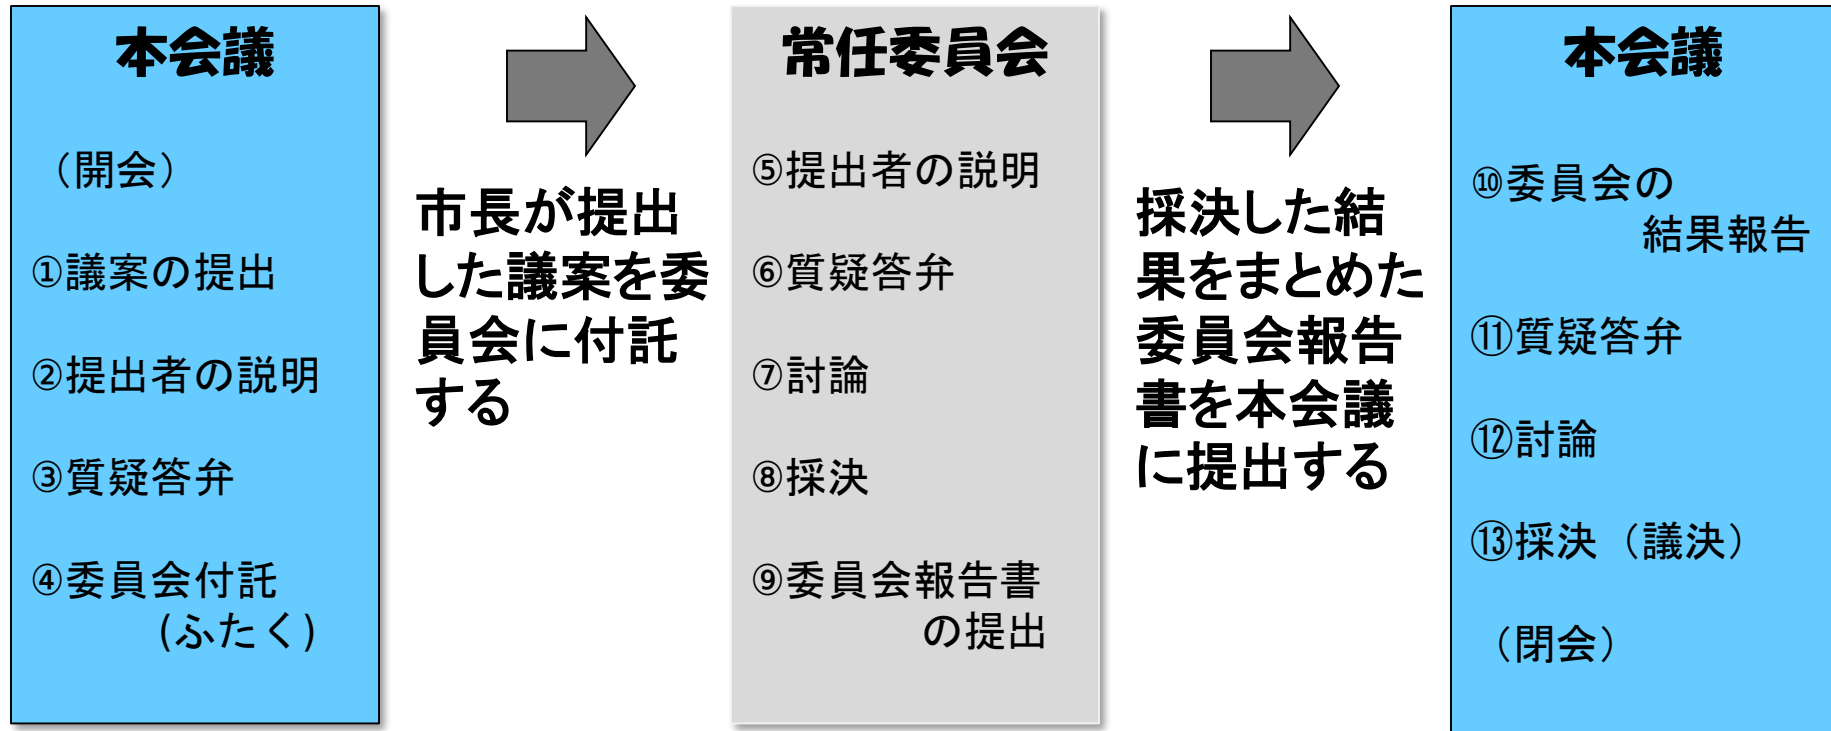 本会議
（開会）
①議案の提出
②提出者の説明
③質疑答弁
④委員会付託
(ふたく)
市長が提出
した議案を委
員会に付託
する
常任委員会
⑤提出者の説明
⑥質疑答弁
⑦討論
⑧採決
⑨委員会報告書
の提出
採決した結
果をまとめた
委員会報告
書を本会議
に提出する
本会議
⑩委員会の
結果報告
⑪質疑答弁
⑫討論
⑬採決（議決）
（閉会）